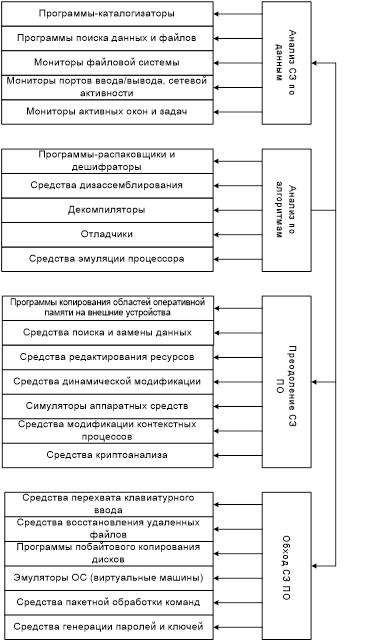 Программы-каталогизаторы
Программы поиска данных и файлов
Мониторы файловой системы
Мониторы портов ввода/вывода, сетевой
активности
Мониторы активных окон и задач
Анализ СЗ по
данным
Программы-распаковщики и
дешифраторы
Средства дизассемблирования
Декомпиляторы
Отладчики
Средства эмуляции процессора
Анализ по
алгоритмам
Программы копирования областей оперативной
памяти на внешние устройства
Средства поиска и замены данных
Средства редактирования ресурсов
Средства динамической модификации
Симуляторы аппаратных средств
Средства модификации контекстных
процессов
Средства криптоанализа
Преодоление СЗ
ПО
Средства перехвата клавиатурного
ввода
Средства восстановления удаленных
файлов
Программы побайтового копирования
дисков
Эмуляторы ОС (виртуальные машины)
Средства пакетной обработки команд
Средства генерации паролей и ключей
Обход СЗ ПО